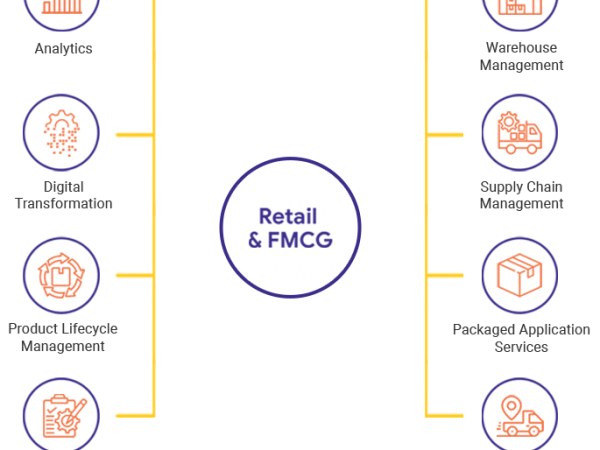 Analytics
Warehouse
Management
Digital
Transformation
Supply Chain
Management
Retail
& FMCG
Product Lifecycle
Management
Packaged Application
Services